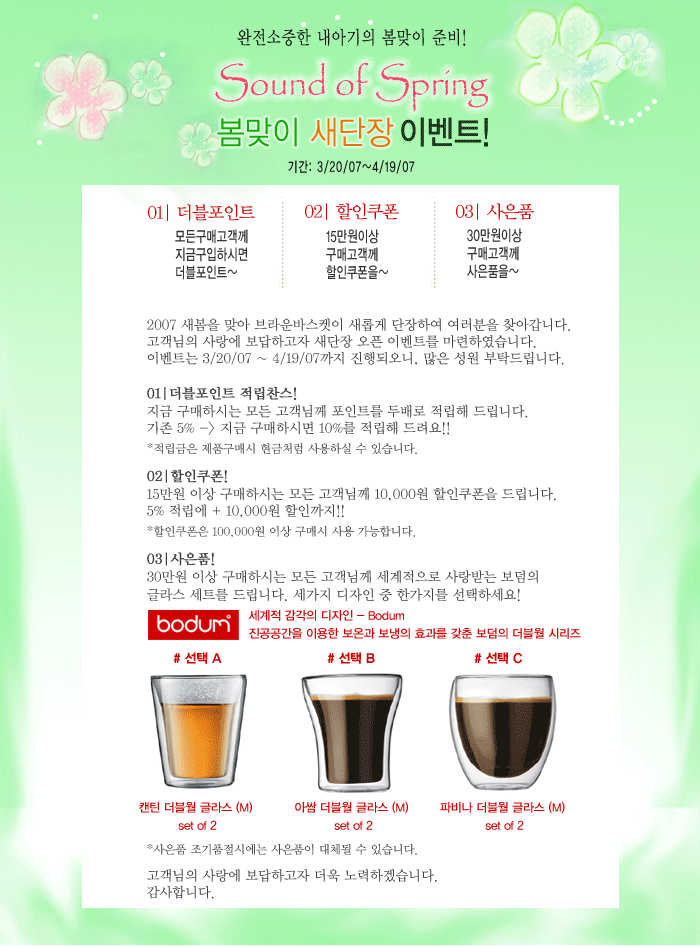 완전소중한 내아기의 봄맞이 준비!
Sound of Spring
봄맞이 새단장 이벤트!
기간: 3/20/07~4/19/07
01| 더블포인트
모든구매고객께
지금구입하시면
더블포인트~
02| 할인쿠폰
15만원이상
구매고객께
할인쿠폰을~
03| 사은품
30만원이상
구매고객께
사은품을~
2007 새봄을 맞아 브라운바스켓이 새롭게 단장하여 여러분을 찾아갑니다.
고객님의 사랑에 보답하고자 새단장 오픈 이벤트를 마련하였습니다.
이벤트는 3/20/07 ~ 4/19/07까지 진행되오니, 많은 성원 부탁드립니다.
01|더블포인트 적립찬스!
지금 구매하시는 모든 고객님께 포인트를 두배로 적립해 드립니다.
기존 5% -> 지금 구매하시면 10%를 적립해 드려요!!
*적립금은 제품구매시 현금처럼 사용하실 수 있습니다.
02|할인쿠폰!
15만원 이상 구매하시는 모든 고객님께 10,000원 할인쿠폰을 드립니다.
5% 적립에 + 10,000원 할인까지!!
*할인쿠폰은 100,000원 이상 구매시 사용 가능합니다.
03|사은품!
30만원 이상 구매하시는 모든 고객님께 세계적으로 사랑받는 보덤의
글라스 세트를 드립니다. 세가지 디자인 중 한가지를 선택하세요!
bodum
세계적 감각의 디자인 - Bodum
진공공간을 이용한 보온과 보냉의 효과를 갖춘 보덤의 더블월 시리즈
# 선택 A
# 선택 B
# 선택 C
캔틴 더블월 글라스 (M)
set of 2
아쌈 더블월 글라스 (M)
set of 2
파비나 더블월 글라스 (M)
set of 2
*사은품 조기품절시에는 사은품이 대체될 수 있습니다.
고객님의 사랑에 보답하고자 더욱 노력하겠습니다.
감사합니다.